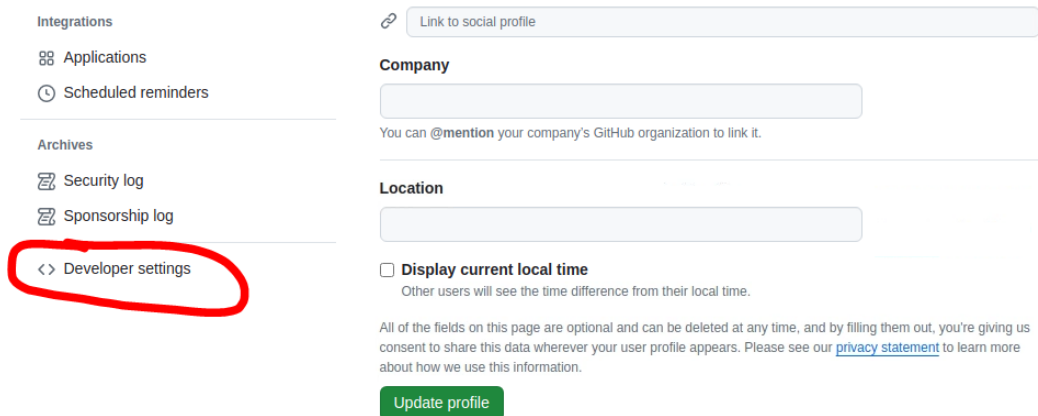 Integrations
Applications
Scheduled reminders
Archives
Security log
Sponsorship log
Developer settings
Link to social profile
Company
You can @mention your company's GitHub organization to link it.
Location
Display current local time
Other users will see the time difference from their local time.
All of the fields on this page are optional and can be deleted at any time, and by filling them out, you're giving us
consent to share this data wherever your user profile appears. Please see our privacy statement to learn more
about how we use this information.
Update profile